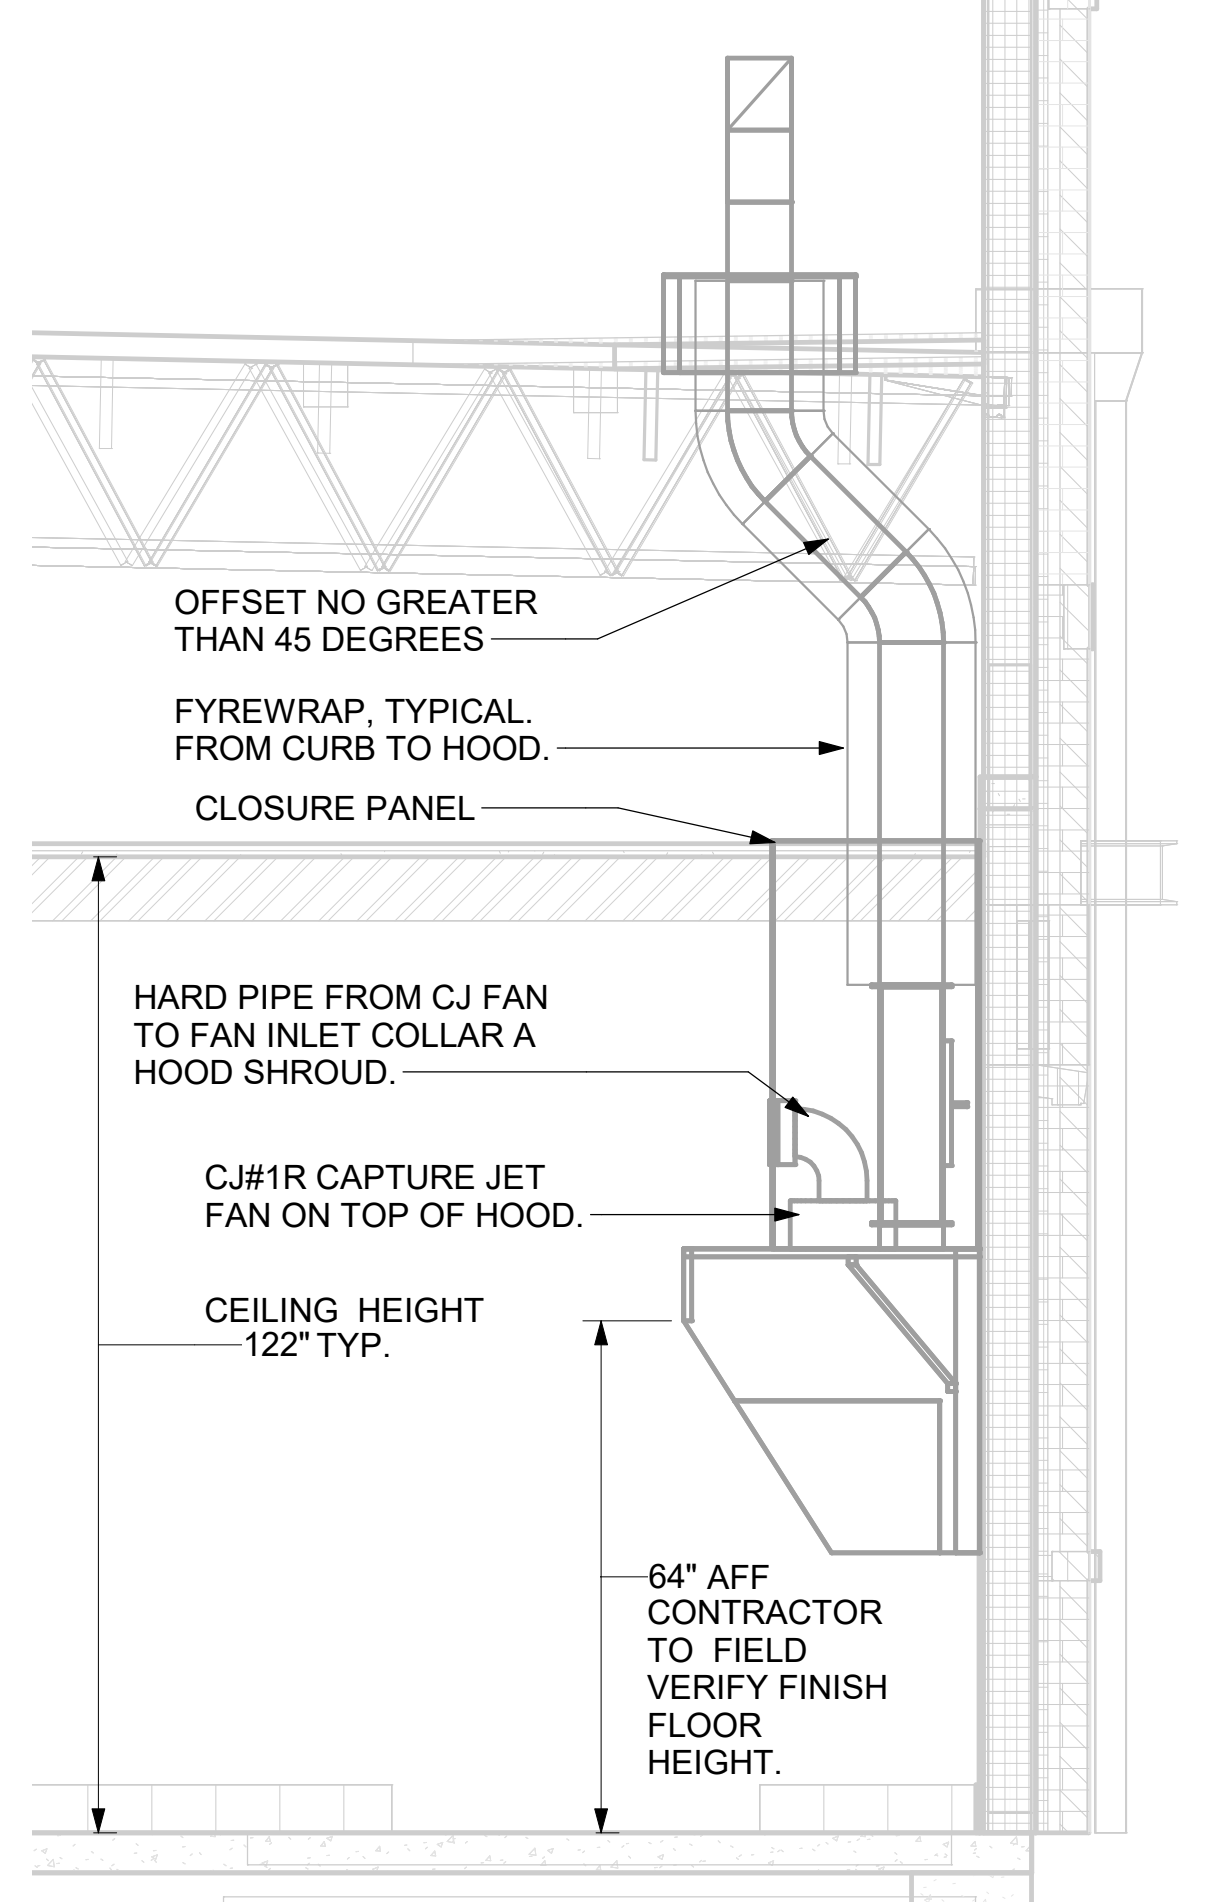 OFFSET NO GREATER
THAN 45 DEGREES
FYREWRAP, TYPICAL.
FROM CURB TO HOOD.
CLOSURE PANEL
HARD PIPE FROM CJ FAN
TO FAN INLET COLLAR A
HOOD SHROUD.
CJ#1R CAPTURE JET
FAN ON TOP OF HOOD.
CEILING HEIGHT
122" TYP.
64" AFF
CONTRACTOR
TO FIELD
VERIFY FINISH
FLOOR
HEIGHT.